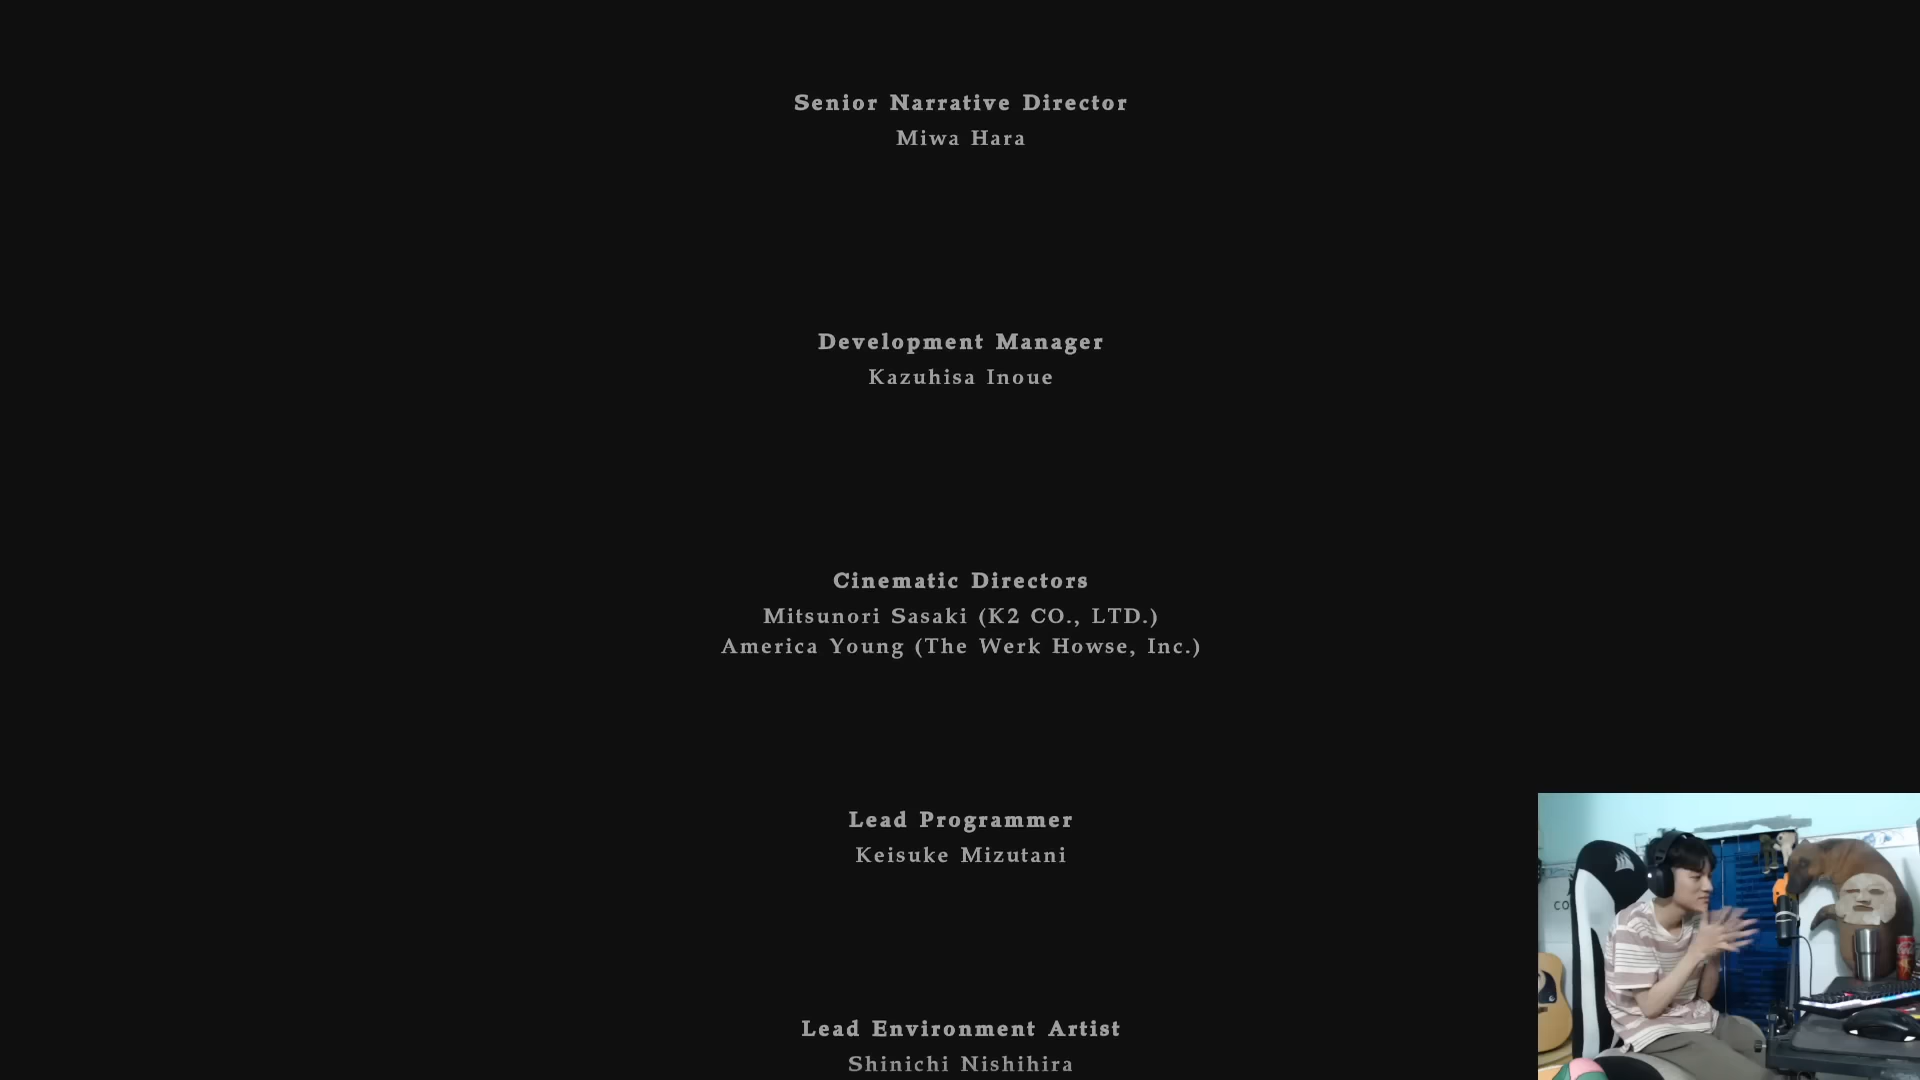 Senior Narrative Director
Miwa Hara
Development Manager
Kazuhisa Inoue
Cinematic Directors
Mitsunori Sasaki (K2 CO., LTD.)
America Young (The Werk Howse, Inc.)
Lead Programmer
Keisuke Mizutani
CO
Lead Environment Artist
Shinichi Nishihira